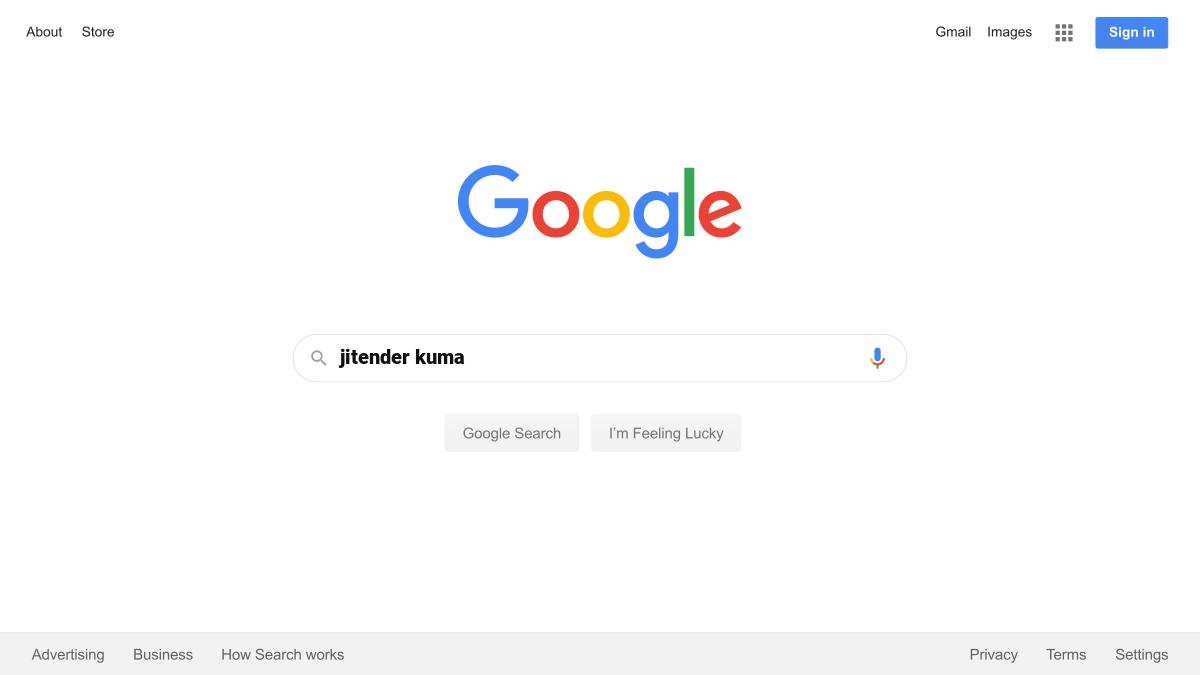 About Store Gmail Images Sign in
Google
jitender kuma
Google Search I'm Feeling Lucky
Advertising Business How Search works Privacy Terms Settings